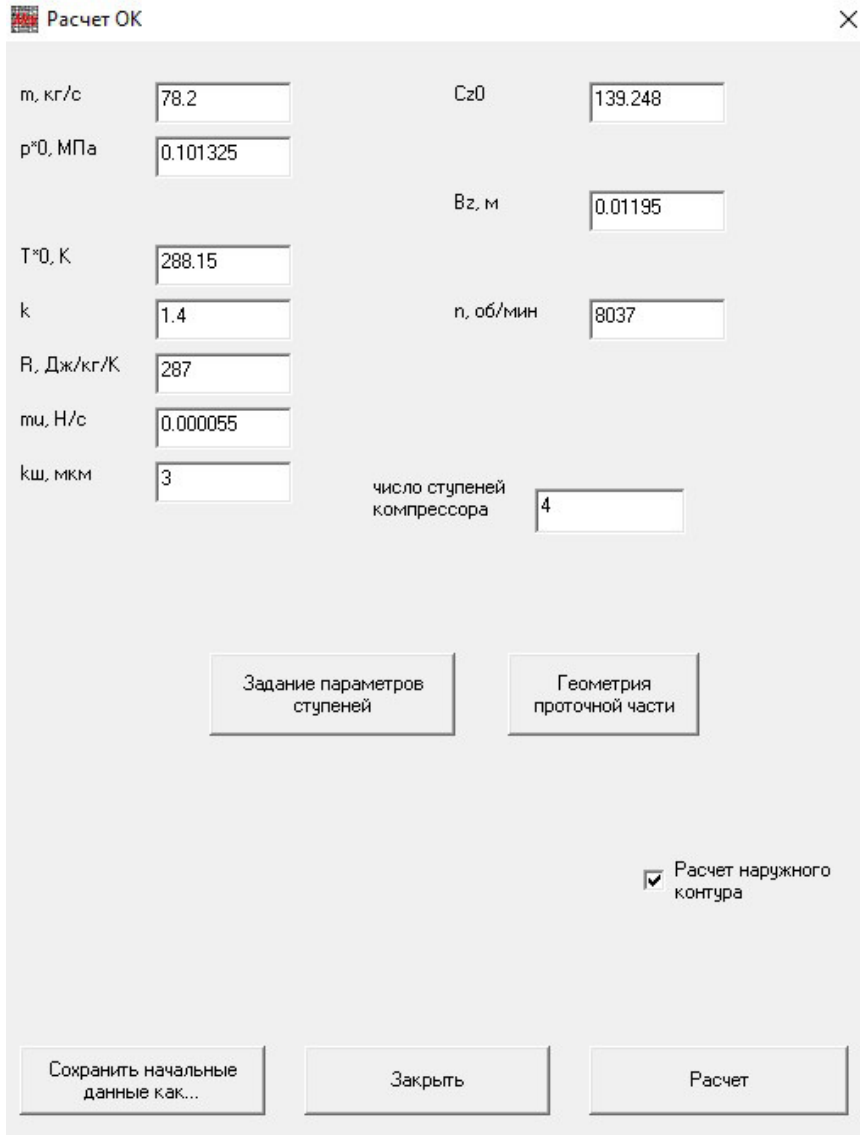 Расчет ОК
m, кг/с
78.2
Cz0
139.248
p*0, МПа
0.101325
Bz, м
0.01195
T*0, K
288.15
k
1.4
n, об/мин
8037
R, Дж/кг/К
287
mu, Н/с
0.000055
kш, мкм
3
число ступеней
компрессора
4
Задание параметров
ступеней
Геометрия
проточной части
Расчет наружного
контура
Сохранить начальные
данные как...
Закрыть
Расчет